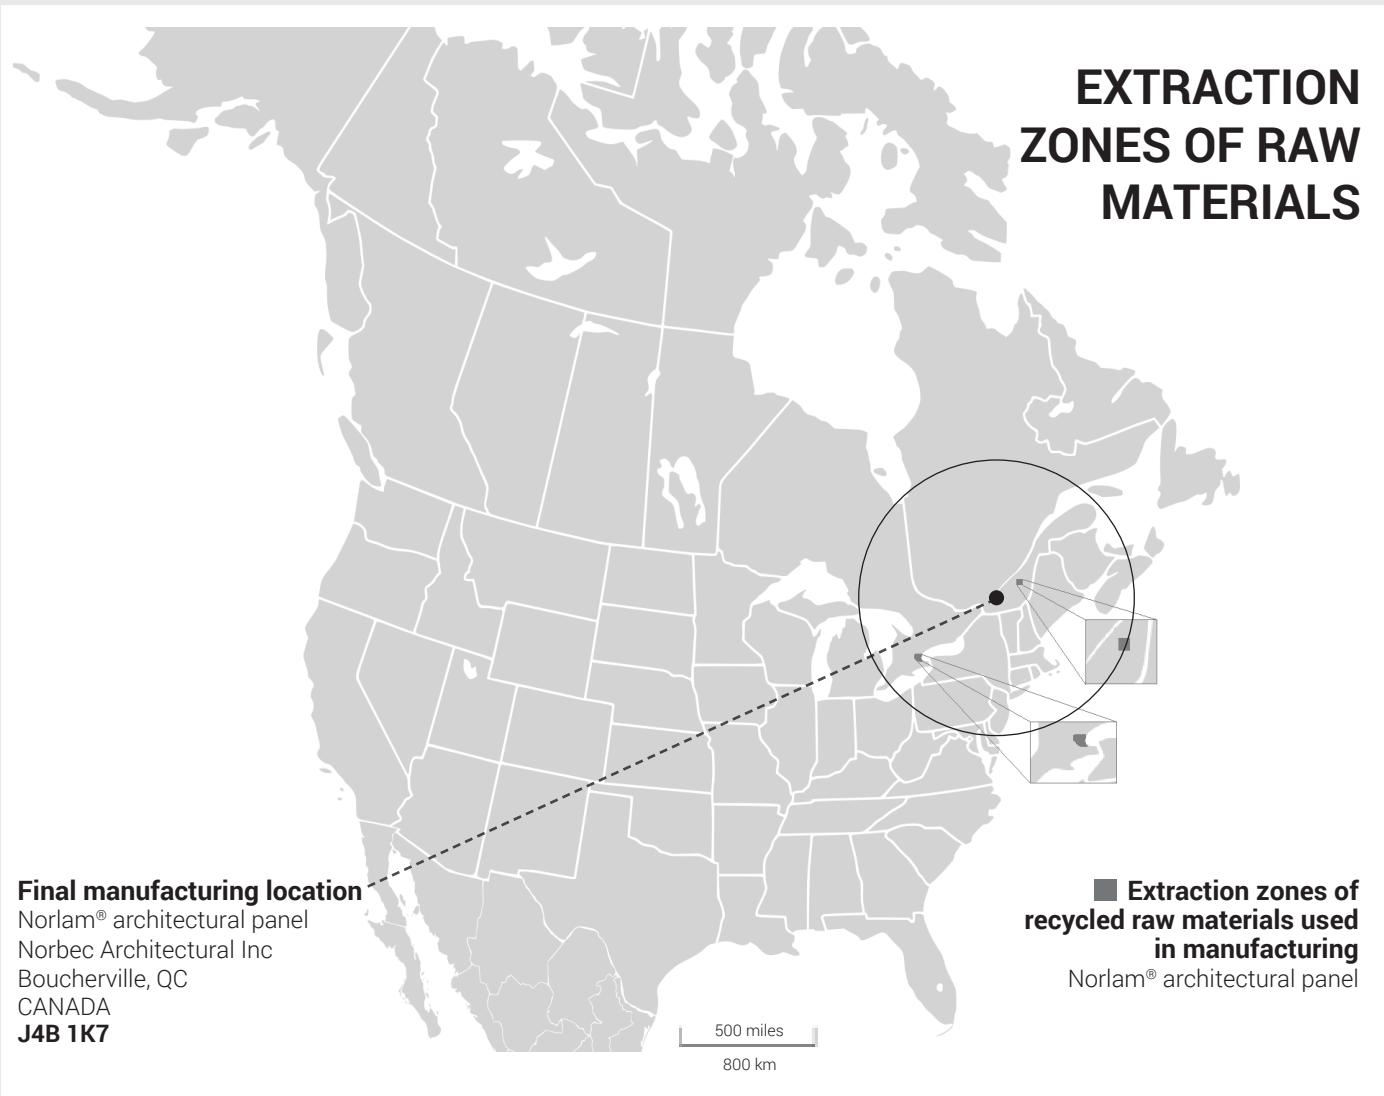 EXTRACTION
ZONES OF RAW
MATERIALS
Final manufacturing location
Norlam® architectural panel
Norbec Architectural Inc
Boucherville, QC
CANADA
J4B 1K7
Extraction zones of
recycled raw materials used
in manufacturing
Norlam® architectural panel
500 miles
800 km